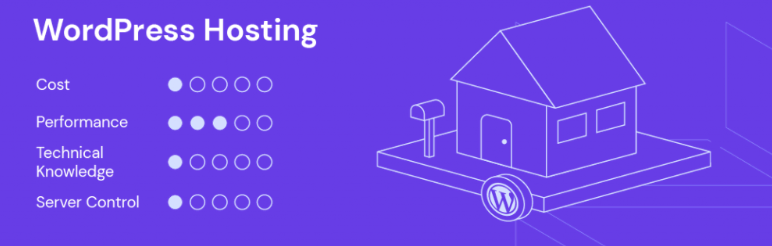 WordPress Hosting
Cost
Performance
Technical
Knowledge
Server Control
W